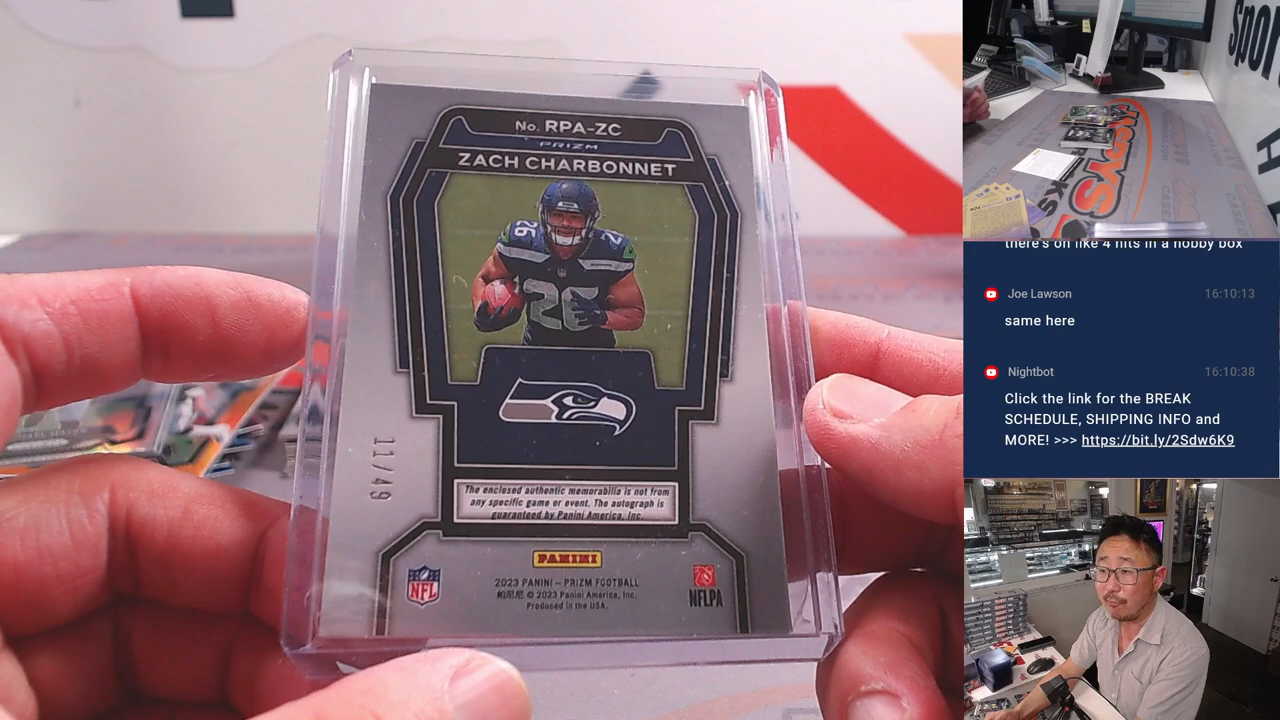 No. RPA-ZC
PRIZM
ZACH CHARBONNET
26
26
11/49
The enclosed authentic memorabilia is not from
any specific game or event. The autograph is
guaranteed by Panini America, Inc.
PANINI
2023 PANINI – PRIZM FOOTBALL
帕尼尼 © 2023 Panini America, Inc.
Produced in the USA.
NFL
NFLPA
Spor
there's on like 4 hits in a hobby box
Joe Lawson 16:10:13
same here
Nightbot 16:10:38
Click the link for the BREAK
SCHEDULE, SHIPPING INFO and
MORE! >>> https://bit.ly/2Sdw6K9